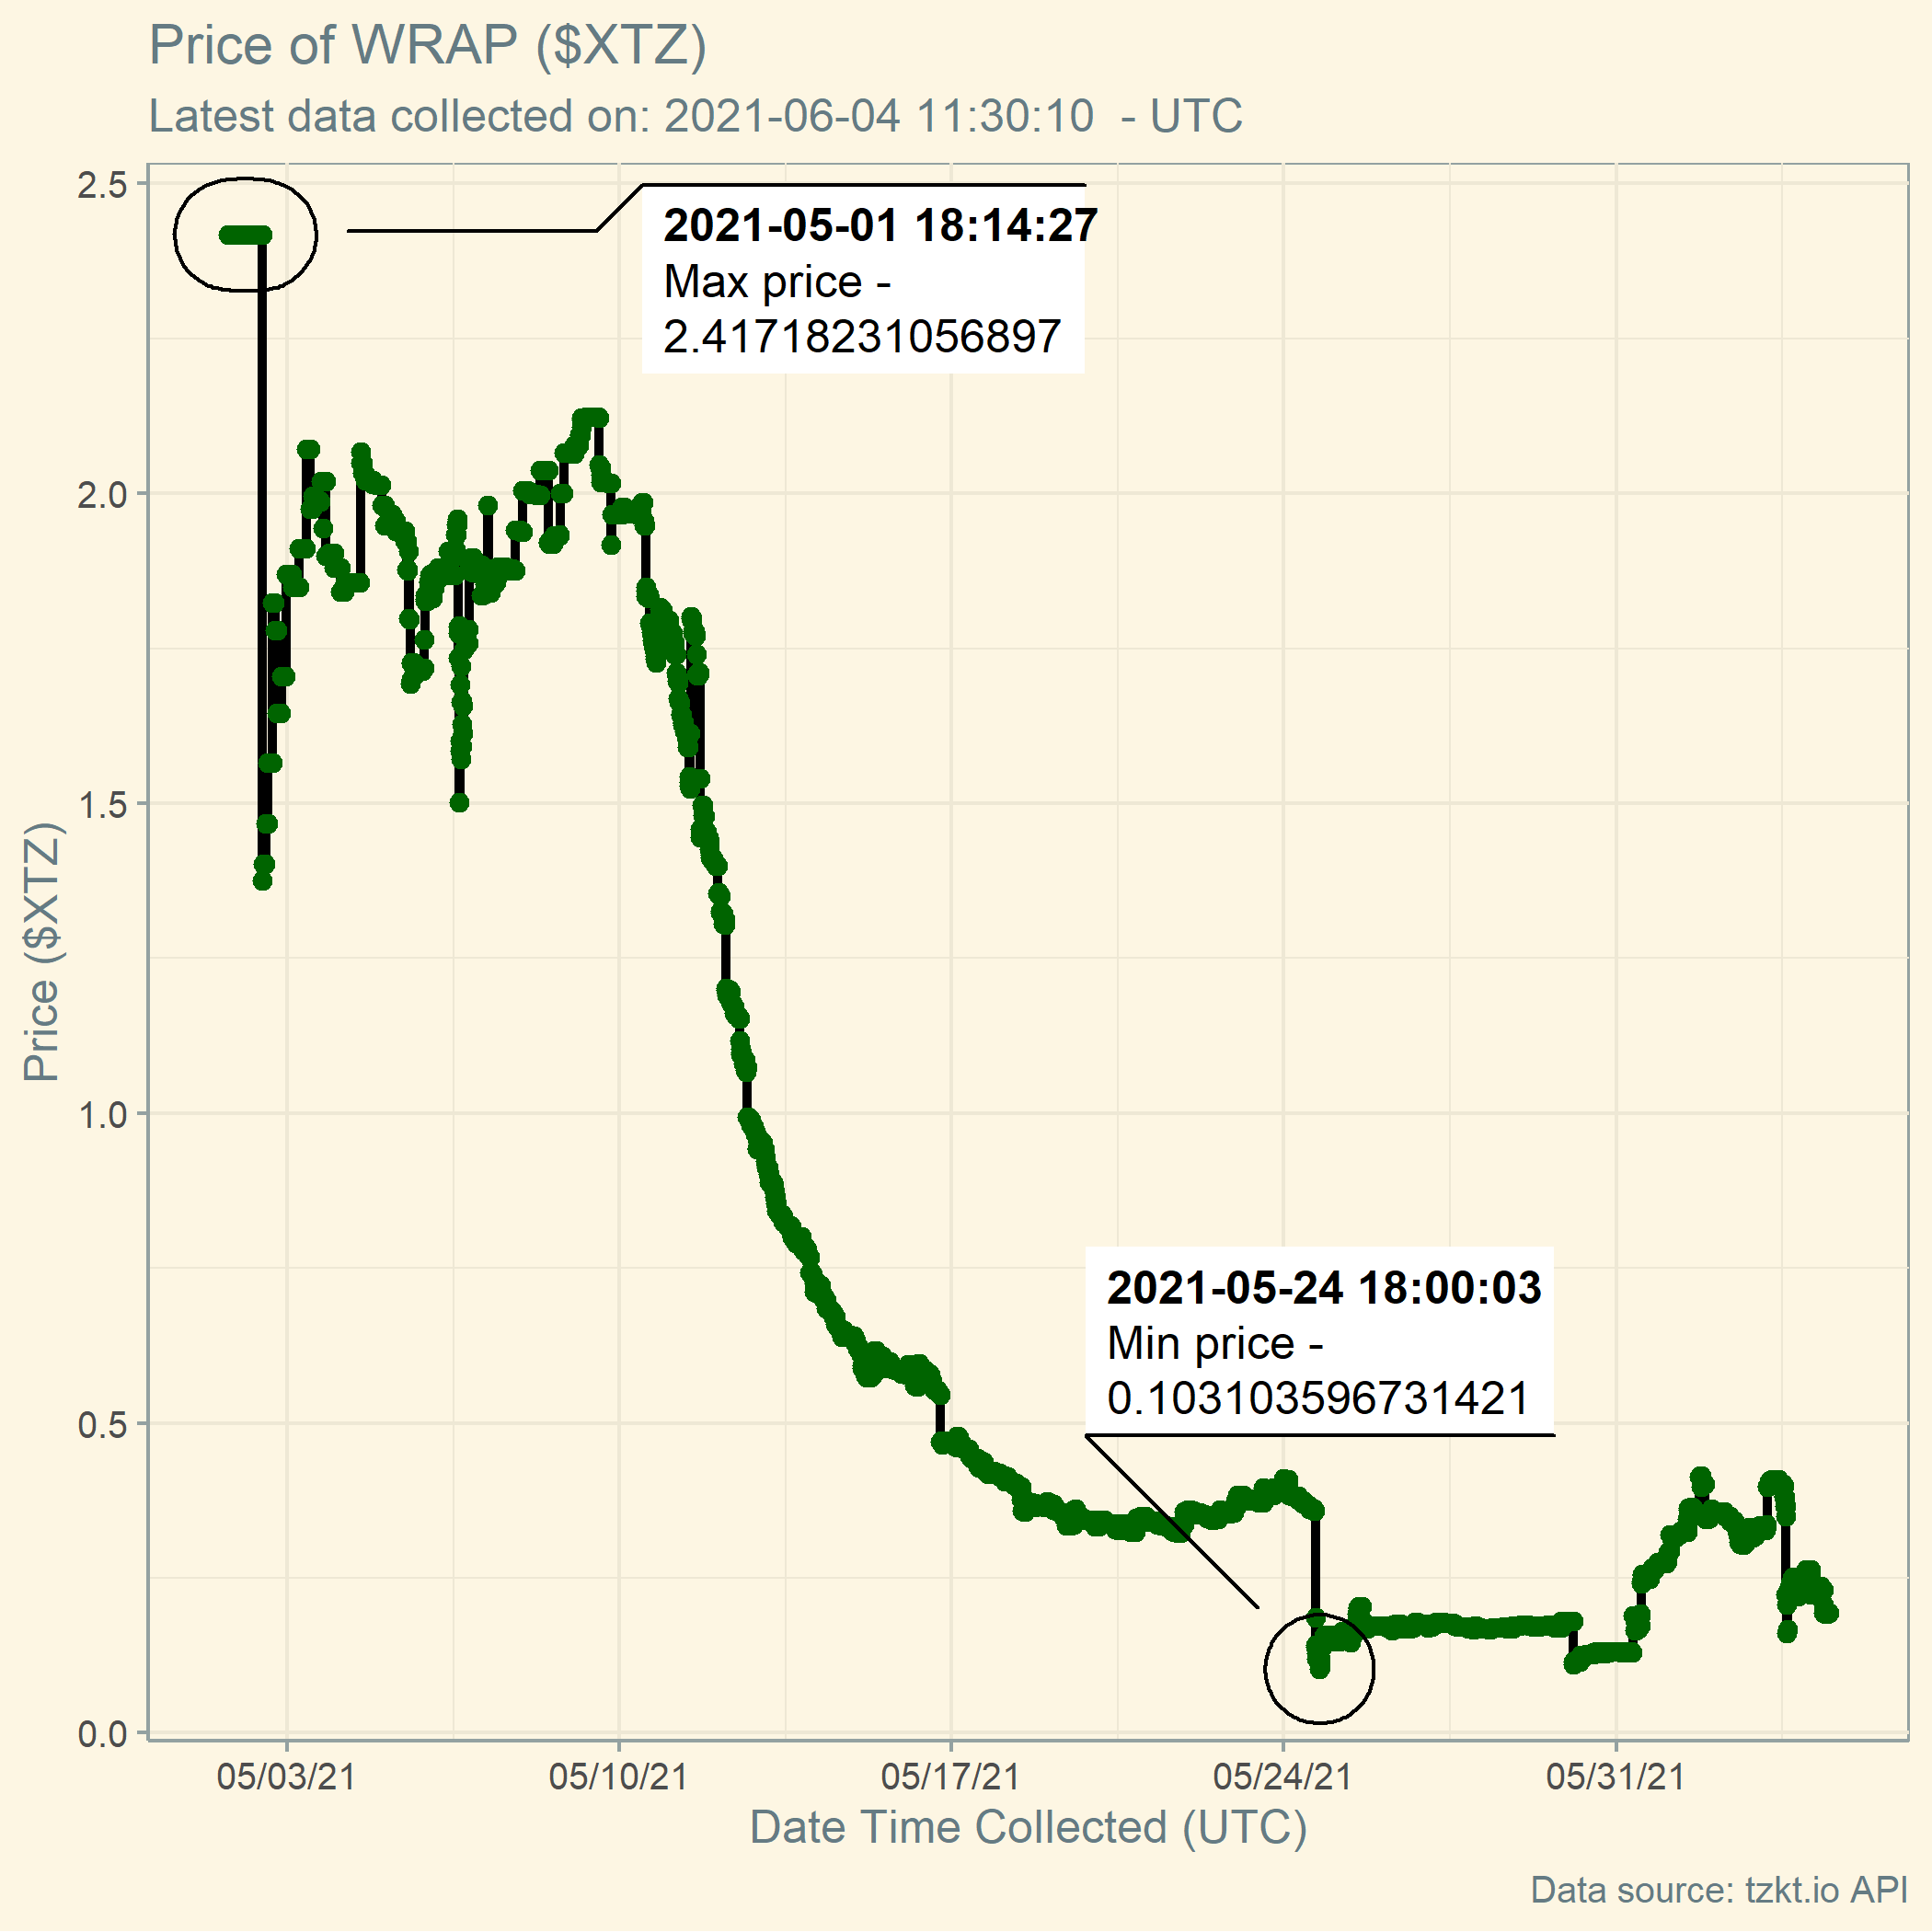 Price of WRAP ($XTZ)
Latest data collected on: 2021-06-04 11:30:10  - UTC
2.5
2.0
1.5
1.0
0.5
0.0
Price ($XTZ)
2021-05-01 18:14:27
Max price -
2.41718231056897
2021-05-24 18:00:03
Min price -
0.103103596731421
05/03/21
05/10/21
05/17/21
05/24/21
05/31/21
Date Time Collected (UTC)
Data source: tzkt.io API